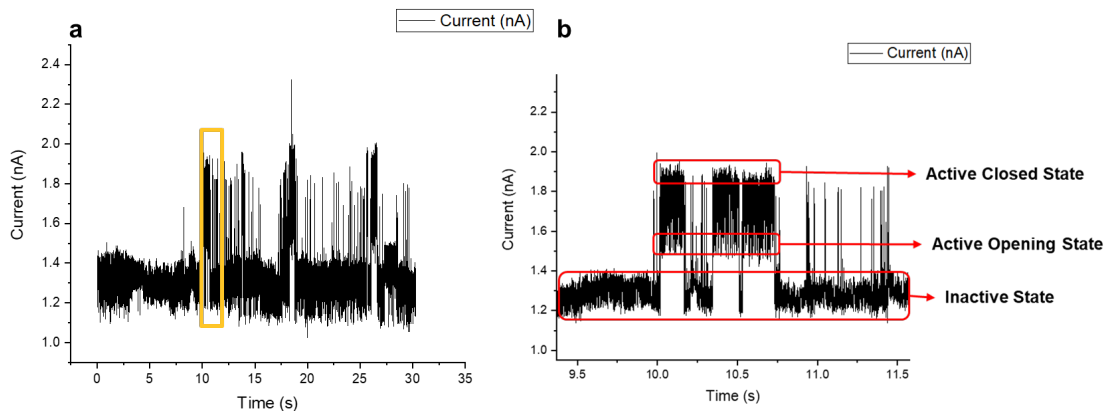 a
Current (nA)
Current (nA)
2.4
2.2
2.0
1.8
1.6
1.4
1.2
1.0
0
5
10
15
20
25
30
35
Time (s)
b
Current (nA)
Current (nA)
2.0
1.8
1.6
1.4
1.2
1.0
9.5
10.0
10.5
11.0
11.5
Time (s)
Active Closed State
Active Opening State
Inactive State